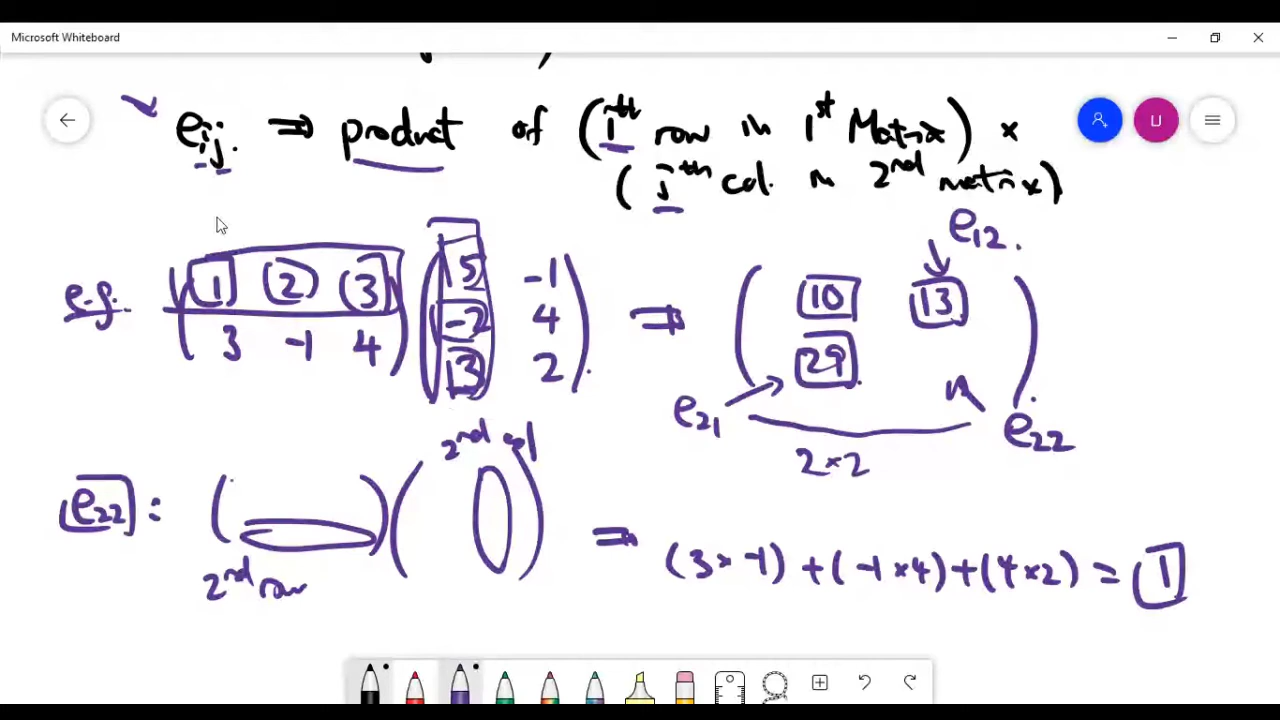 Microsoft Whiteboard
eij. ⇒ product of (ith row in 1st Matrix) ×
U
(jth col. in 2nd matrix)
e12.
e.g. (1 (2) (3) (5 -1 ⇒ (10 13)
-2 4
3 -1 4) 3 2). 29
e21 e22
2×2
2nd col
e22 : ( ) ( ) ⇒ (3×-1) + (-1×4) + (4×2) = 1
2nd row